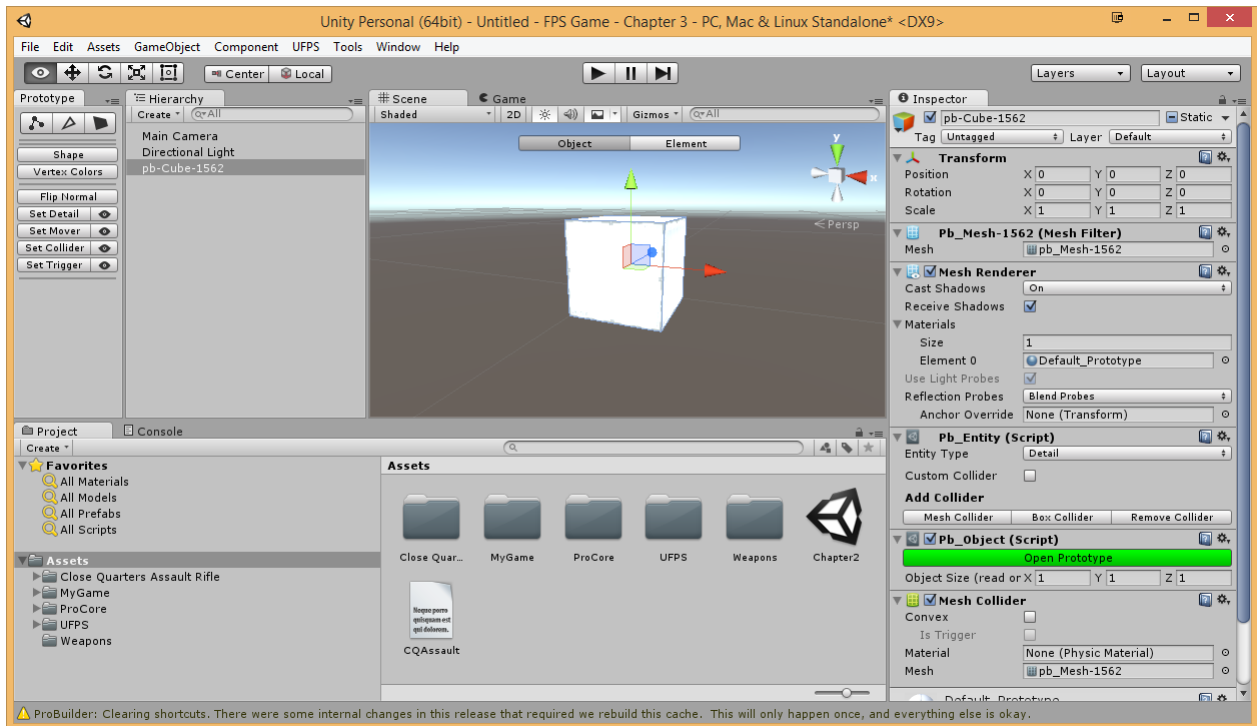 Unity Personal (64bit) - Untitled - FPS Game - Chapter 3 - PC, Mac & Linux Standalone* <DX9>
File Edit Assets GameObject Component UFPS Tools Window Help
Center Local Layers Layout
Prototype
Shape
Vertex Colors
Flip Normal
Set Detail
Set Mover
Set Collider
Set Trigger
Hierarchy
Create All
Main Camera
Directional Light
pb-Cube-1562
Scene Game
Shaded 2D Gizmos All
Object Element
y
x
Persp
Inspector
pb-Cube-1562 Static
Tag Untagged Layer Default
Transform
Position X 0 Y 0 Z 0
Rotation X 0 Y 0 Z 0
Scale X 1 Y 1 Z 1
Pb_Mesh-1562 (Mesh Filter)
Mesh pb_Mesh-1562
Mesh Renderer
Cast Shadows On
Receive Shadows
Materials
Size 1
Element 0 Default_Prototype
Use Light Probes
Reflection Probes Blend Probes
Anchor Override None (Transform)
Pb_Entity (Script)
Entity Type Detail
Custom Collider
Add Collider
Mesh Collider Box Collider Remove Collider
Pb_Object (Script)
Open Prototype
Object Size (read or X 1 Y 1 Z 1
Mesh Collider
Convex
Is Trigger
Material None (Physic Material)
Mesh pb_Mesh-1562
Default_Prototype
Project Console
Create
Favorites
All Materials
All Models
All Prefabs
All Scripts
Assets
Close Quarters Assault Rifle
MyGame
ProCore
UFPS
Weapons
Assets
Close Quar... MyGame ProCore UFPS Weapons Chapter2
Neque porro
quisquam est
qui dolorem.
CQAssault
ProBuilder: Clearing shortcuts. There were some internal changes in this release that required we rebuild this cache. This will only happen once, and everything else is okay.